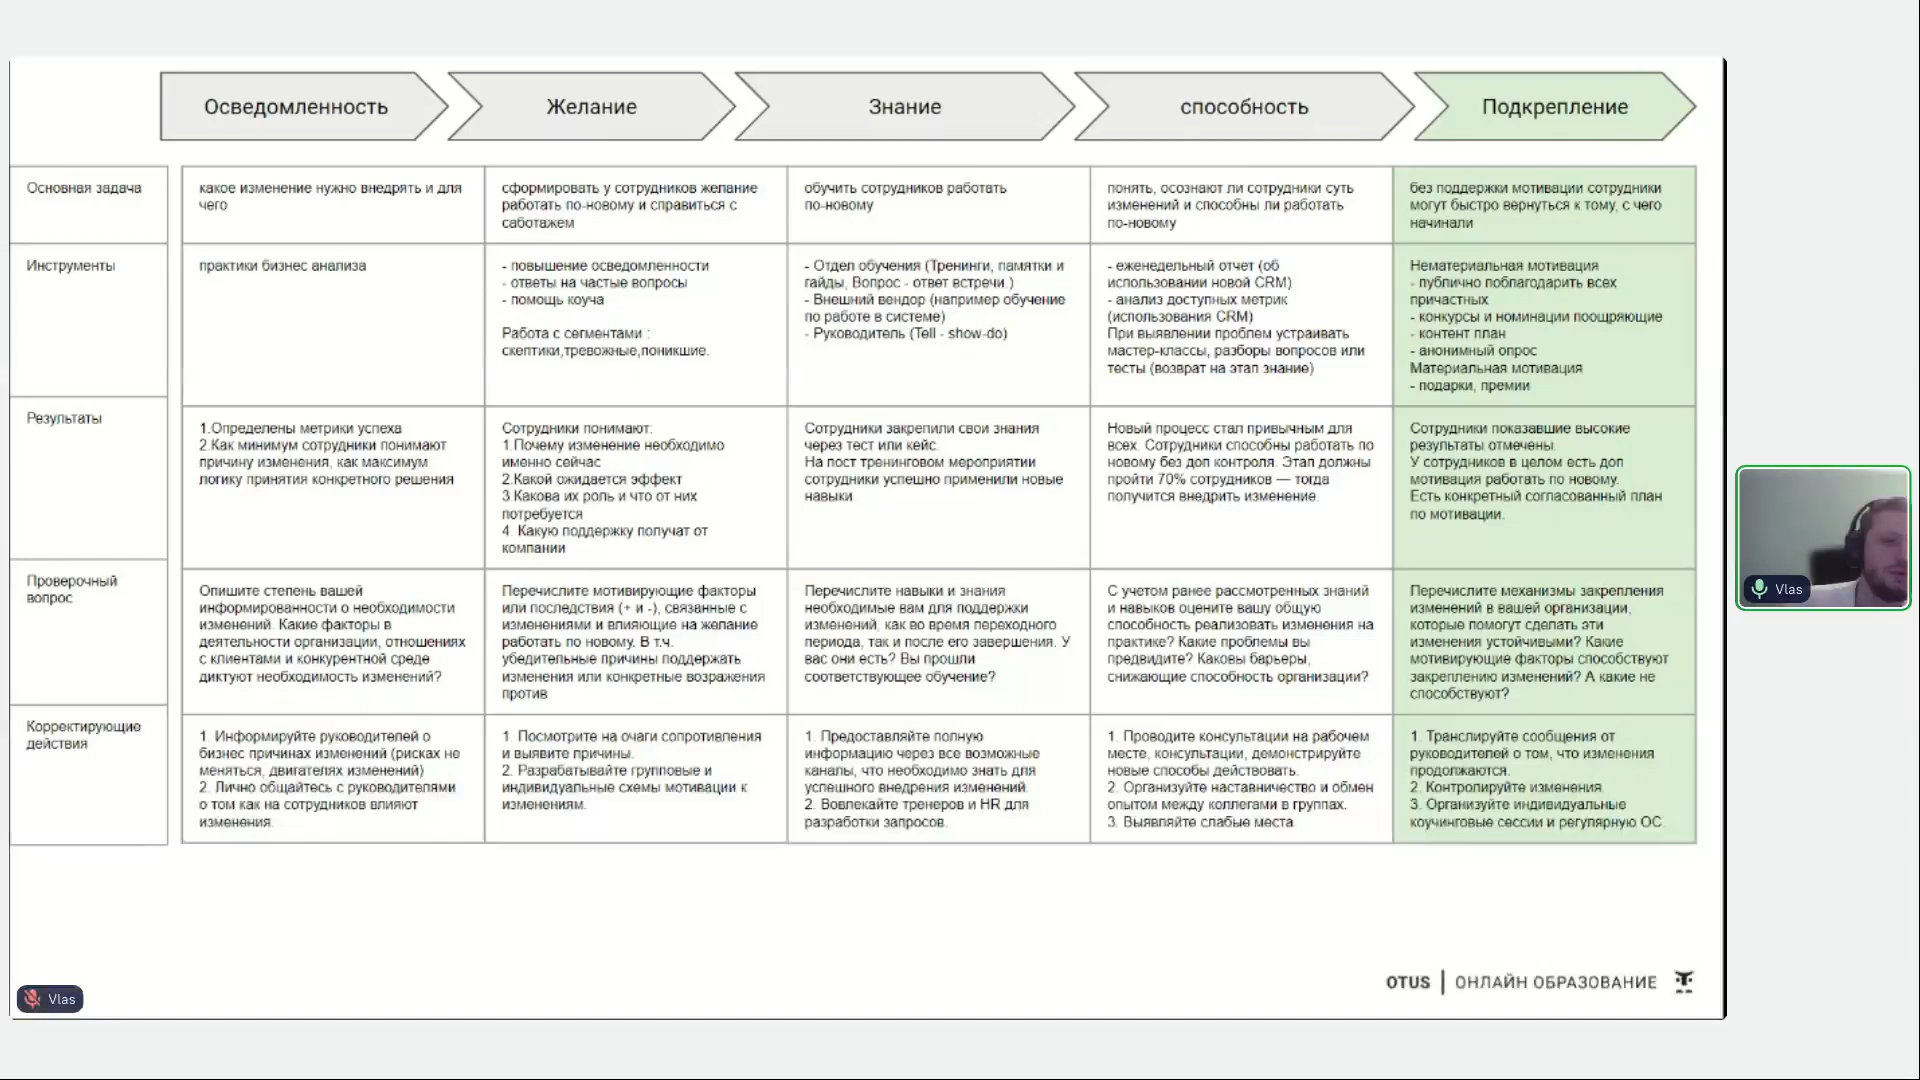 Осведомленность
Желание
Знание
способность
Подкрепление
Основная задача
какое изменение нужно внедрять и для
чего
сформировать у сотрудников желание
работать по-новому и справиться с
саботажем
обучить сотрудников работать
по-новому
понять, осознают ли сотрудники суть
изменений и способны ли работать
по-новому
без поддержки мотивации сотрудники
могут быстро вернуться к тому, с чего
начинали
Инструменты
практики бизнес анализа
- повышение осведомленности
- ответы на частые вопросы
- помощь коуча
Работа с сегментами :
скептики,тревожные,поникшие.
- Отдел обучения (Тренинги, памятки и
гайды, Вопрос - ответ встречи.)
- Внешний вендор (например обучение
по работе в системе)
- Руководитель (Tell - show-do)
- еженедельный отчет (об
использовании новой CRM)
- анализ доступных метрик
(использования CRM)
При выявлении проблем устраивать
мастер-классы, разборы вопросов или
тесты (возврат на этап знание)
Нематериальная мотивация
- публично поблагодарить всех
причастных
- конкурсы и номинации поощряющие
- контент план
- анонимный опрос
Материальная мотивация
- подарки, премии
Результаты
1.Определены метрики успеха
2.Как минимум сотрудники понимают
причину изменения, как максимум
логику принятия конкретного решения
Сотрудники понимают:
1.Почему изменение необходимо
именно сейчас
2.Какой ожидается эффект
3 Какова их роль и что от них
потребуется
4. Какую поддержку получат от
компании
Сотрудники закрепили свои знания
через тест или кейс.
На пост тренинговом мероприятии
сотрудники успешно применили новые
навыки.
Новый процесс стал привычным для
всех. Сотрудники способны работать по
новому без доп контроля. Этап должны
пройти 70% сотрудников — тогда
получится внедрить изменение.
Сотрудники показавшие высокие
результаты отмечены.
У сотрудников в целом есть доп
мотивация работать по новому.
Есть конкретный согласованный план
по мотивации.
Проверочный
вопрос
Опишите степень вашей
информированности о необходимости
изменений. Какие факторы в
деятельности организации, отношениях
с клиентами и конкурентной среде
диктуют необходимость изменений?
Перечислите мотивирующие факторы
или последствия (+ и -), связанные с
изменениями и влияющие на желание
работать по новому. В т.ч.
убедительные причины поддержать
изменения или конкретные возражения
против
Перечислите навыки и знания
необходимые вам для поддержки
изменений, как во время переходного
периода, так и после его завершения. У
вас они есть? Вы прошли
соответствующее обучение?
С учетом ранее рассмотренных знаний
и навыков оцените вашу общую
способность реализовать изменения на
практике? Какие проблемы вы
предвидите? Каковы барьеры,
снижающие способность организации?
Перечислите механизмы закрепления
изменений в вашей организации,
которые помогут сделать эти
изменения устойчивыми? Какие
мотивирующие факторы способствуют
закреплению изменений? А какие не
способствуют?
Корректирующие
действия
1. Информируйте руководителей о
бизнес причинах изменений (рисках не
меняться, двигателях изменений)
2. Лично общайтесь с руководителями
о том как на сотрудников влияют
изменения.
1. Посмотрите на очаги сопротивления
и выявите причины.
2. Разрабатывайте групповые и
индивидуальные схемы мотивации к
изменениям.
1. Предоставляйте полную
информацию через все возможные
каналы, что необходимо знать для
успешного внедрения изменений.
2. Вовлекайте тренеров и HR для
разработки запросов.
1. Проводите консультации на рабочем
месте, консультации, демонстрируйте
новые способы действовать.
2. Организуйте наставничество и обмен
опытом между коллегами в группах.
3. Выявляйте слабые места.
1. Транслируйте сообщения от
руководителей о том, что изменения
продолжаются.
2. Контролируйте изменения.
3. Организуйте индивидуальные
коучинговые сессии и регулярную ОС.
OTUS | ОНЛАЙН ОБРАЗОВАНИЕ
Vlas
Vlas